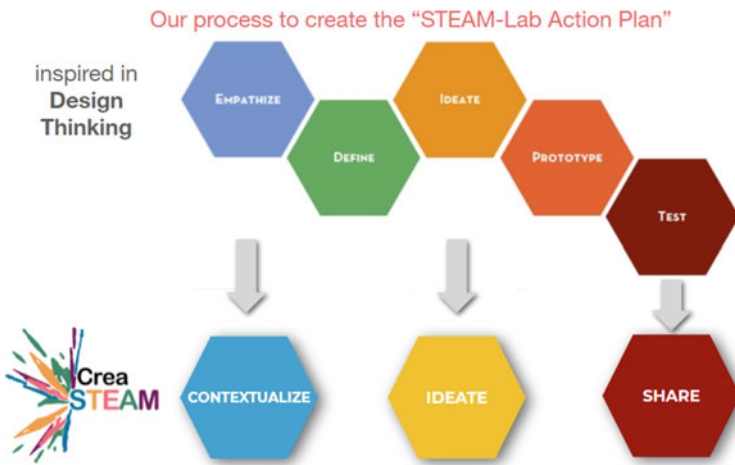 Our process to create the “STEAM-Lab Action Plan”
inspired in
Design
Thinking
EMPATHIZE
IDEATE
DEFINE
PROTOTYPE
TEST
Crea
STEAM
CONTEXTUALIZE
IDEATE
SHARE